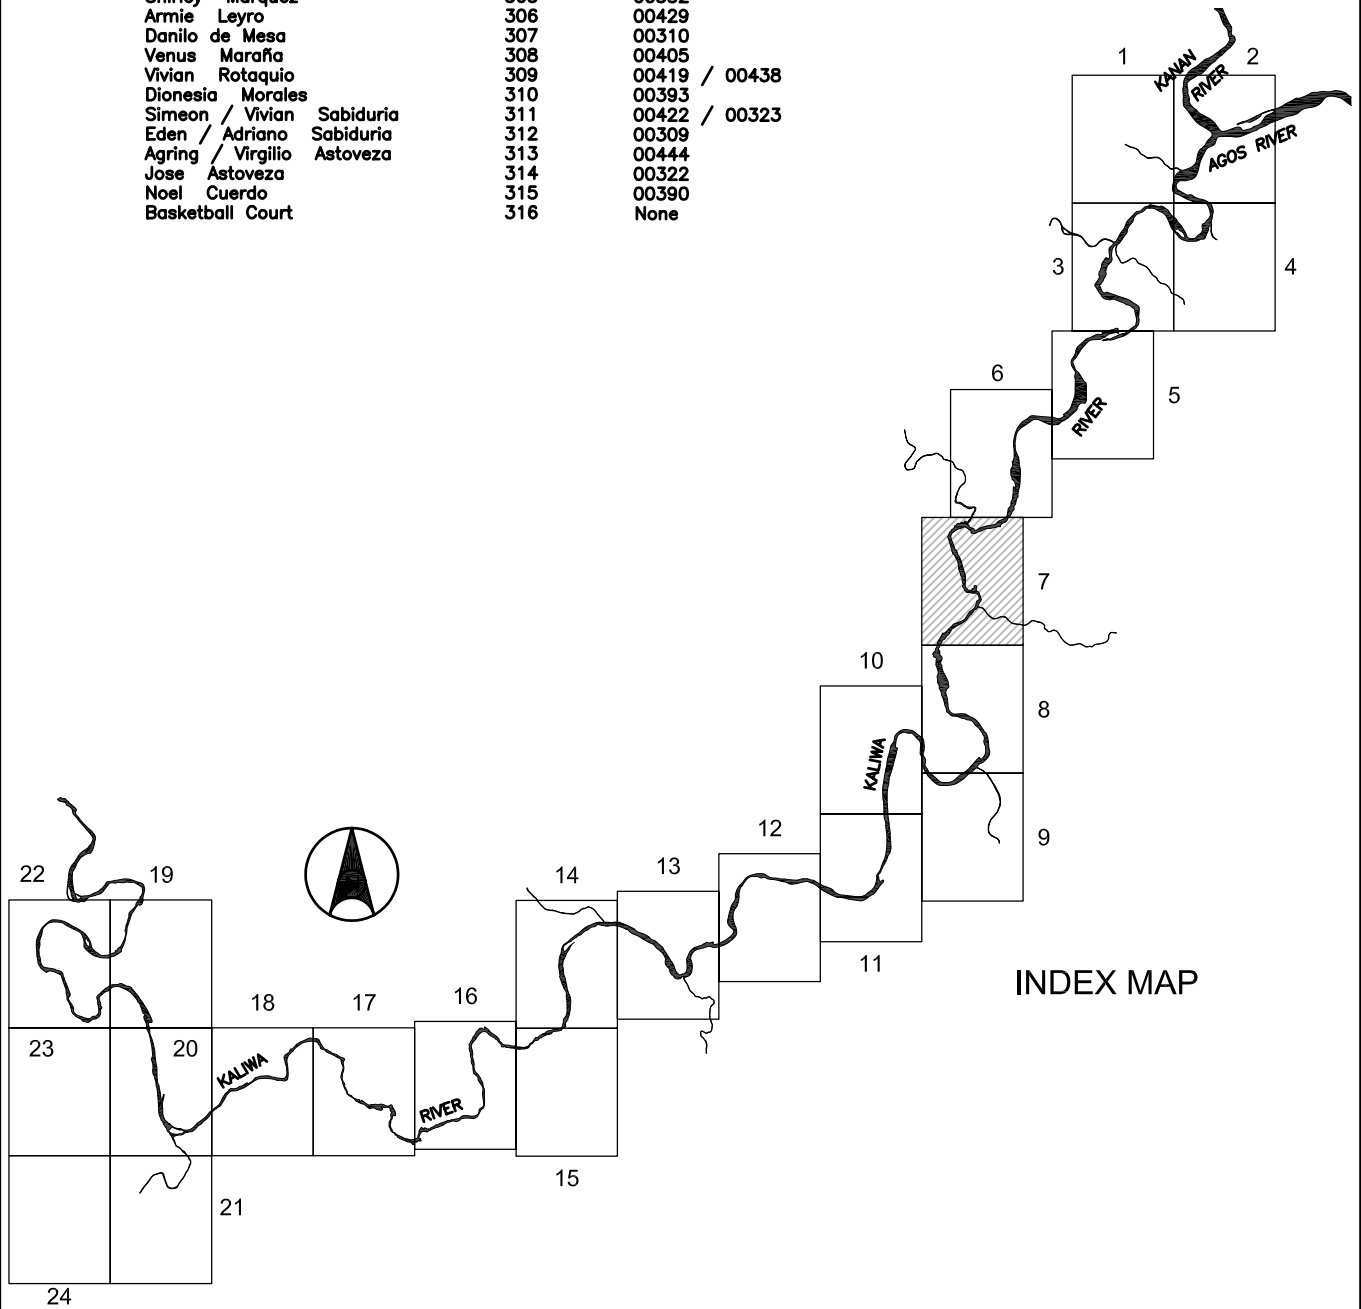 Armie Leyro 306 00429
Danilo de Mesa 307 00310
Venus Maraña 308 00405
Vivian Rotaquio 309 00419 / 00438
Dionesia Morales 310 00393
Simeon / Vivian Sabiduria 311 00422 / 00323
Eden / Adriano Sabiduria 312 00309
Agring / Virgilio Astoveza 313 00444
Jose Astoveza 314 00322
Noel Cuerdo 315 00390
Basketball Court 316 None
1
2
KANAN
RIVER
AGOS RIVER
3
4
6
5
RIVER
7
10
8
KALIWA
9
12
13
14
22
19
11
INDEX MAP
16
17
18
23
20
KALIWA
RIVER
15
21
24